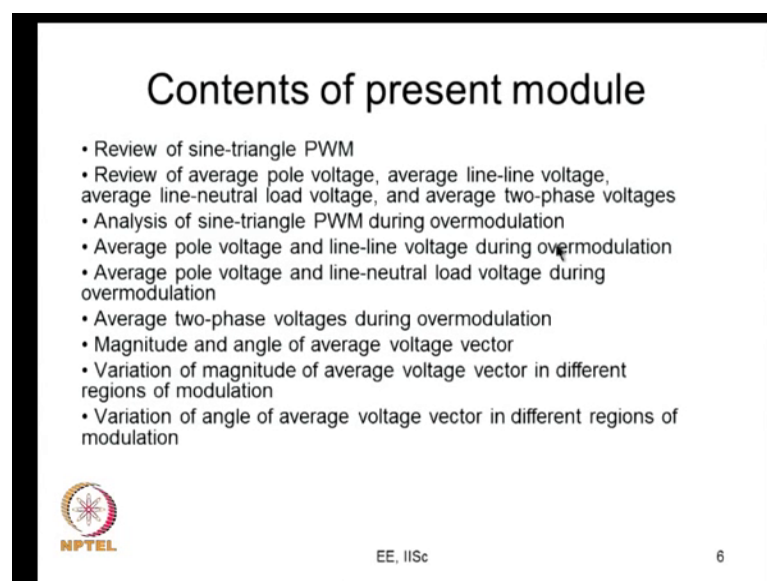 Contents of present module
• Review of sine-triangle PWM
• Review of average pole voltage, average line-line voltage,
average line-neutral load voltage, and average two-phase voltages
• Analysis of sine-triangle PWM during overmodulation
• Average pole voltage and line-line voltage during overmodulation
• Average pole voltage and line-neutral load voltage during
overmodulation
• Average two-phase voltages during overmodulation
• Magnitude and angle of average voltage vector
• Variation of magnitude of average voltage vector in different
regions of modulation
• Variation of angle of average voltage vector in different regions of
modulation
NPTEL
EE, IISc
6